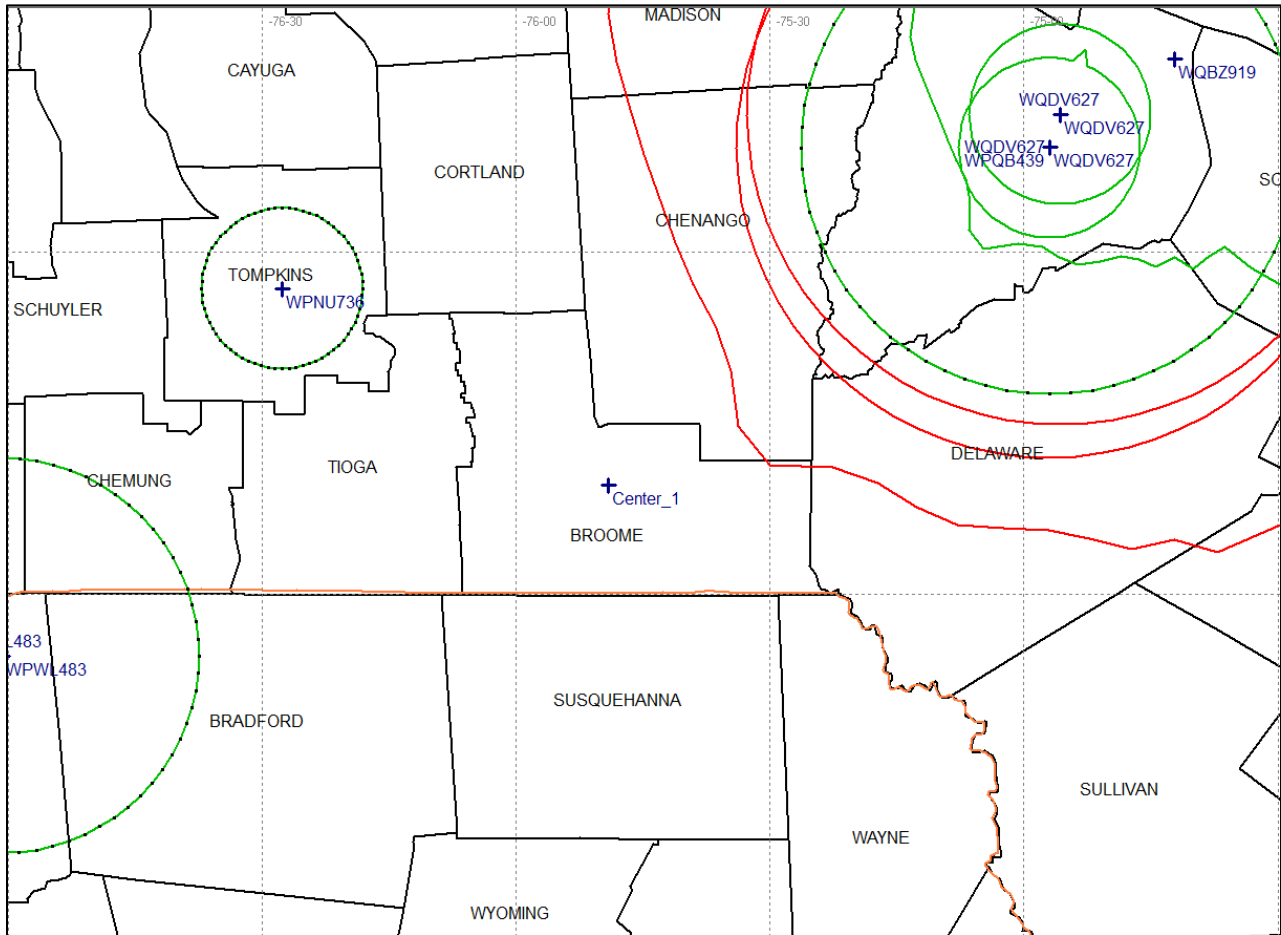 MADISON
-76-30
-76-00
-75-30
-75-00
CAYUGA
WQBZ919
WQDV627
WQDV627
WQDV627
WPQB439
WQDV627
CORTLAND
SC
CHENANGO
TOMPKINS
WPNU736
SCHUYLER
DELAWARE
TIOGA
CHEMUNG
Center_1
BROOME
L483
WPWL483
SUSQUEHANNA
BRADFORD
SULLIVAN
WAYNE
WYOMING